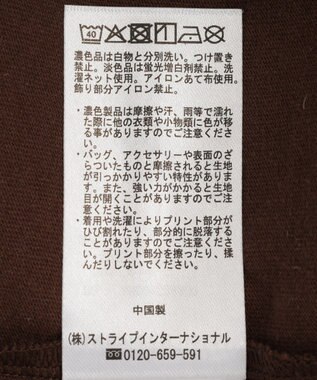 40
濃色品は白物と分別洗い。つけ置き
禁止。淡色品は蛍光増白剤禁止。洗
濯ネット使用。アイロンあて布使用。
飾り部分アイロン禁止。
・濃色製品は摩擦や汗、雨等で濡れ
た際に他の衣類や小物類に色が移
る事がありますのでご注意くださ
い。
・バッグ、アクセサリーや表面のざ
らついたものと摩擦されると生地
が引っかかりやすい特性がありま
す。また、強い力がかかると生地
目が開くことがありますのでご注
意ください。
・着用や洗濯によりプリント部分が
ひび割れたり、部分的に脱落する
ことがありますのでご注意くださ
い。プリント部分を擦ったり、揉
んだりしないでください。
中国製
(株)ストライプインターナショナル
0120-659-591